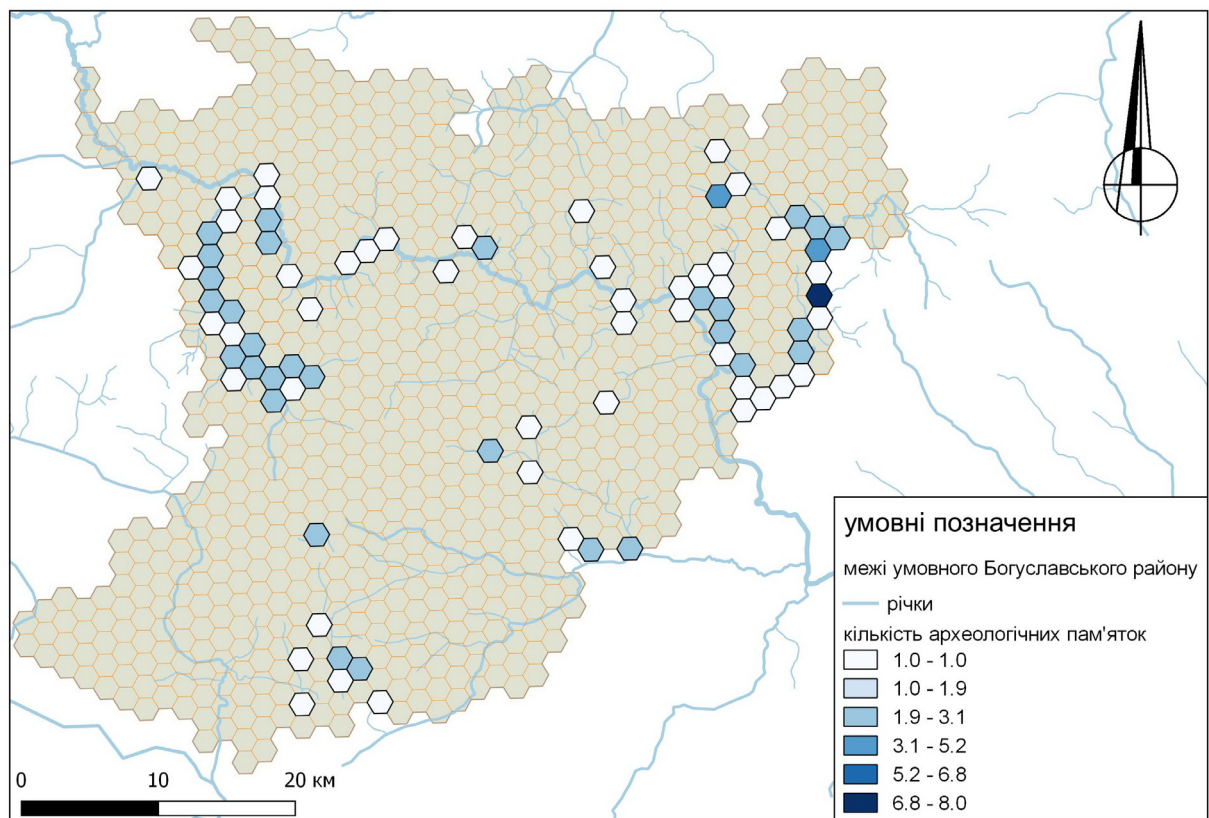 умовні позначення
межі умовного Богуславського району
річки
кількість археологічних пам'яток
1.0 - 1.0
1.0 - 1.9
1.9 - 3.1
3.1 - 5.2
5.2 - 6.8
6.8 - 8.0
0 10 20 км